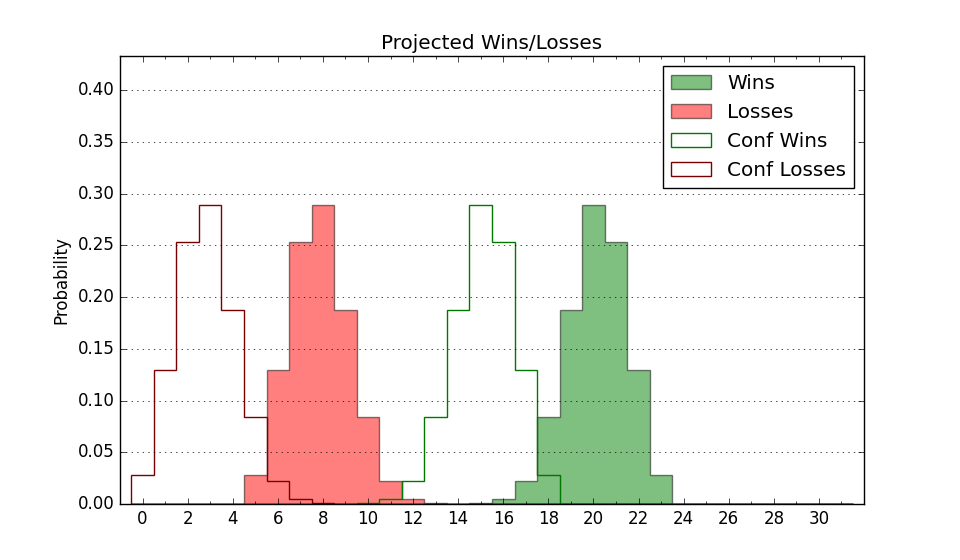 Projected Wins/Losses
Wins
Losses
Conf Wins
Conf Losses
Probability
0.40
0.35
0.30
0.25
0.20
0.15
0.10
0.05
0.00
0 2 4 6 8 10 12 14 16 18 20 22 24 26 28 30